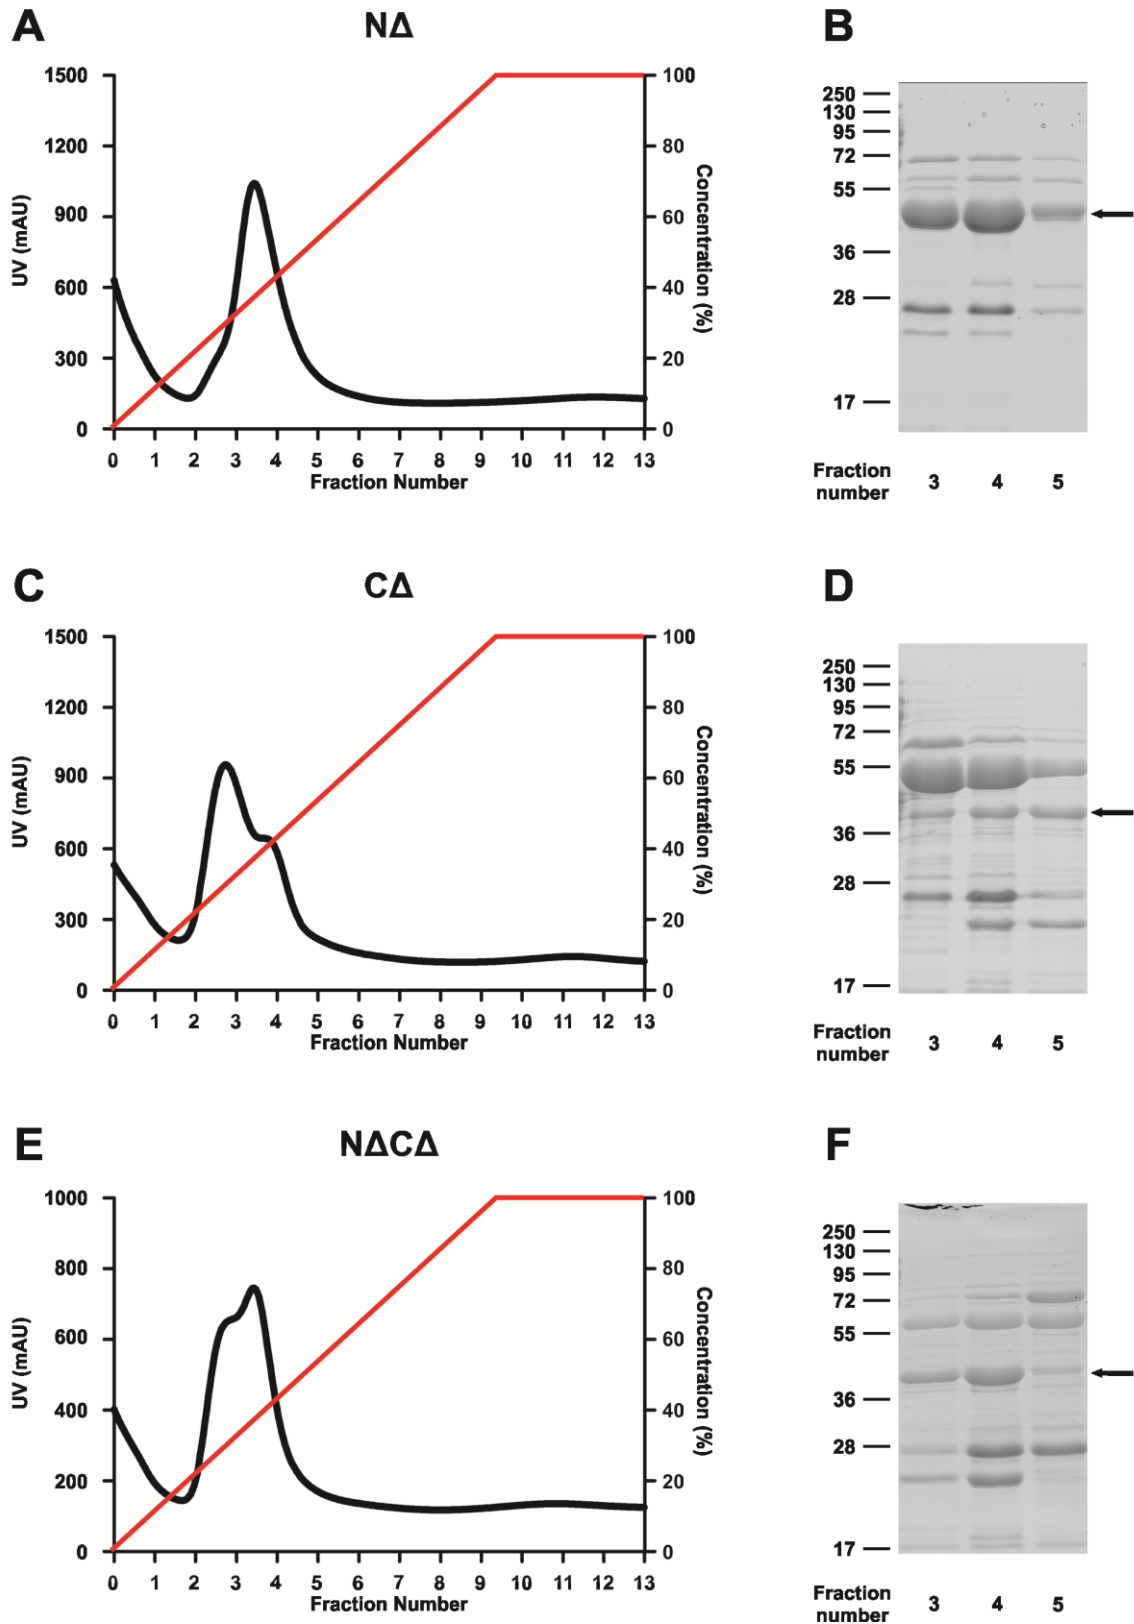 A
NΔ
1500
1200
900
600
300
0
UV (mAU)
100
80
60
40
20
0
Concentration (%)
0 1 2 3 4 5 6 7 8 9 10 11 12 13
Fraction Number
B
250
130
95
72
55
36
28
17
Fraction
number 3 4 5
C
CΔ
1500
1200
900
600
300
0
UV (mAU)
100
80
60
40
20
0
Concentration (%)
0 1 2 3 4 5 6 7 8 9 10 11 12 13
Fraction Number
D
250
130
95
72
55
36
28
17
Fraction
number 3 4 5
E
NΔCΔ
1000
800
600
400
200
0
UV (mAU)
100
80
60
40
20
0
Concentration (%)
0 1 2 3 4 5 6 7 8 9 10 11 12 13
Fraction Number
F
250
130
95
72
55
36
28
17
Fraction
number 3 4 5